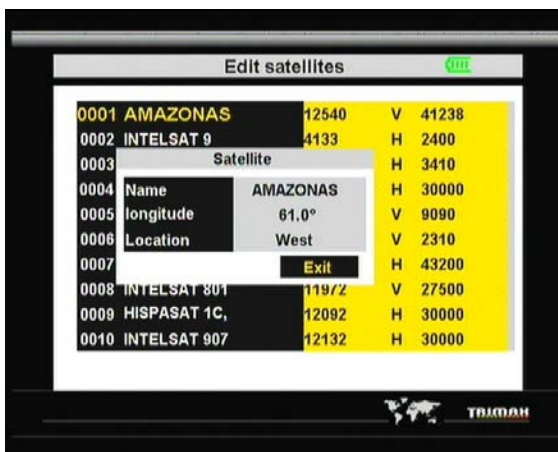 Edit satellites
0001 AMAZONAS 12540 V 41238
0002 INTELSAT 9 4133 H 2400
0003 H 3410
Satellite
0004 H 30000
Name AMAZONAS
0005 V 9090
longitude 61.0°
0006 V 2310
Location West
0007 H 43200
Exit
0008 INTELSAT 801 11972 V 27500
0009 HISPASAT 1C, 12092 H 30000
0010 INTELSAT 907 12132 H 30000
TRIMAX